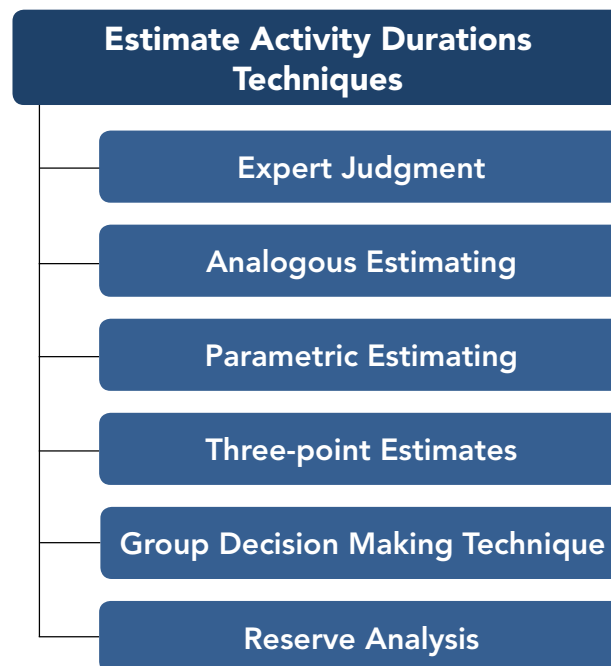 Estimate Activity Durations
Techniques
Expert Judgment
Analogous Estimating
Parametric Estimating
Three-point Estimates
Group Decision Making Technique
Reserve Analysis